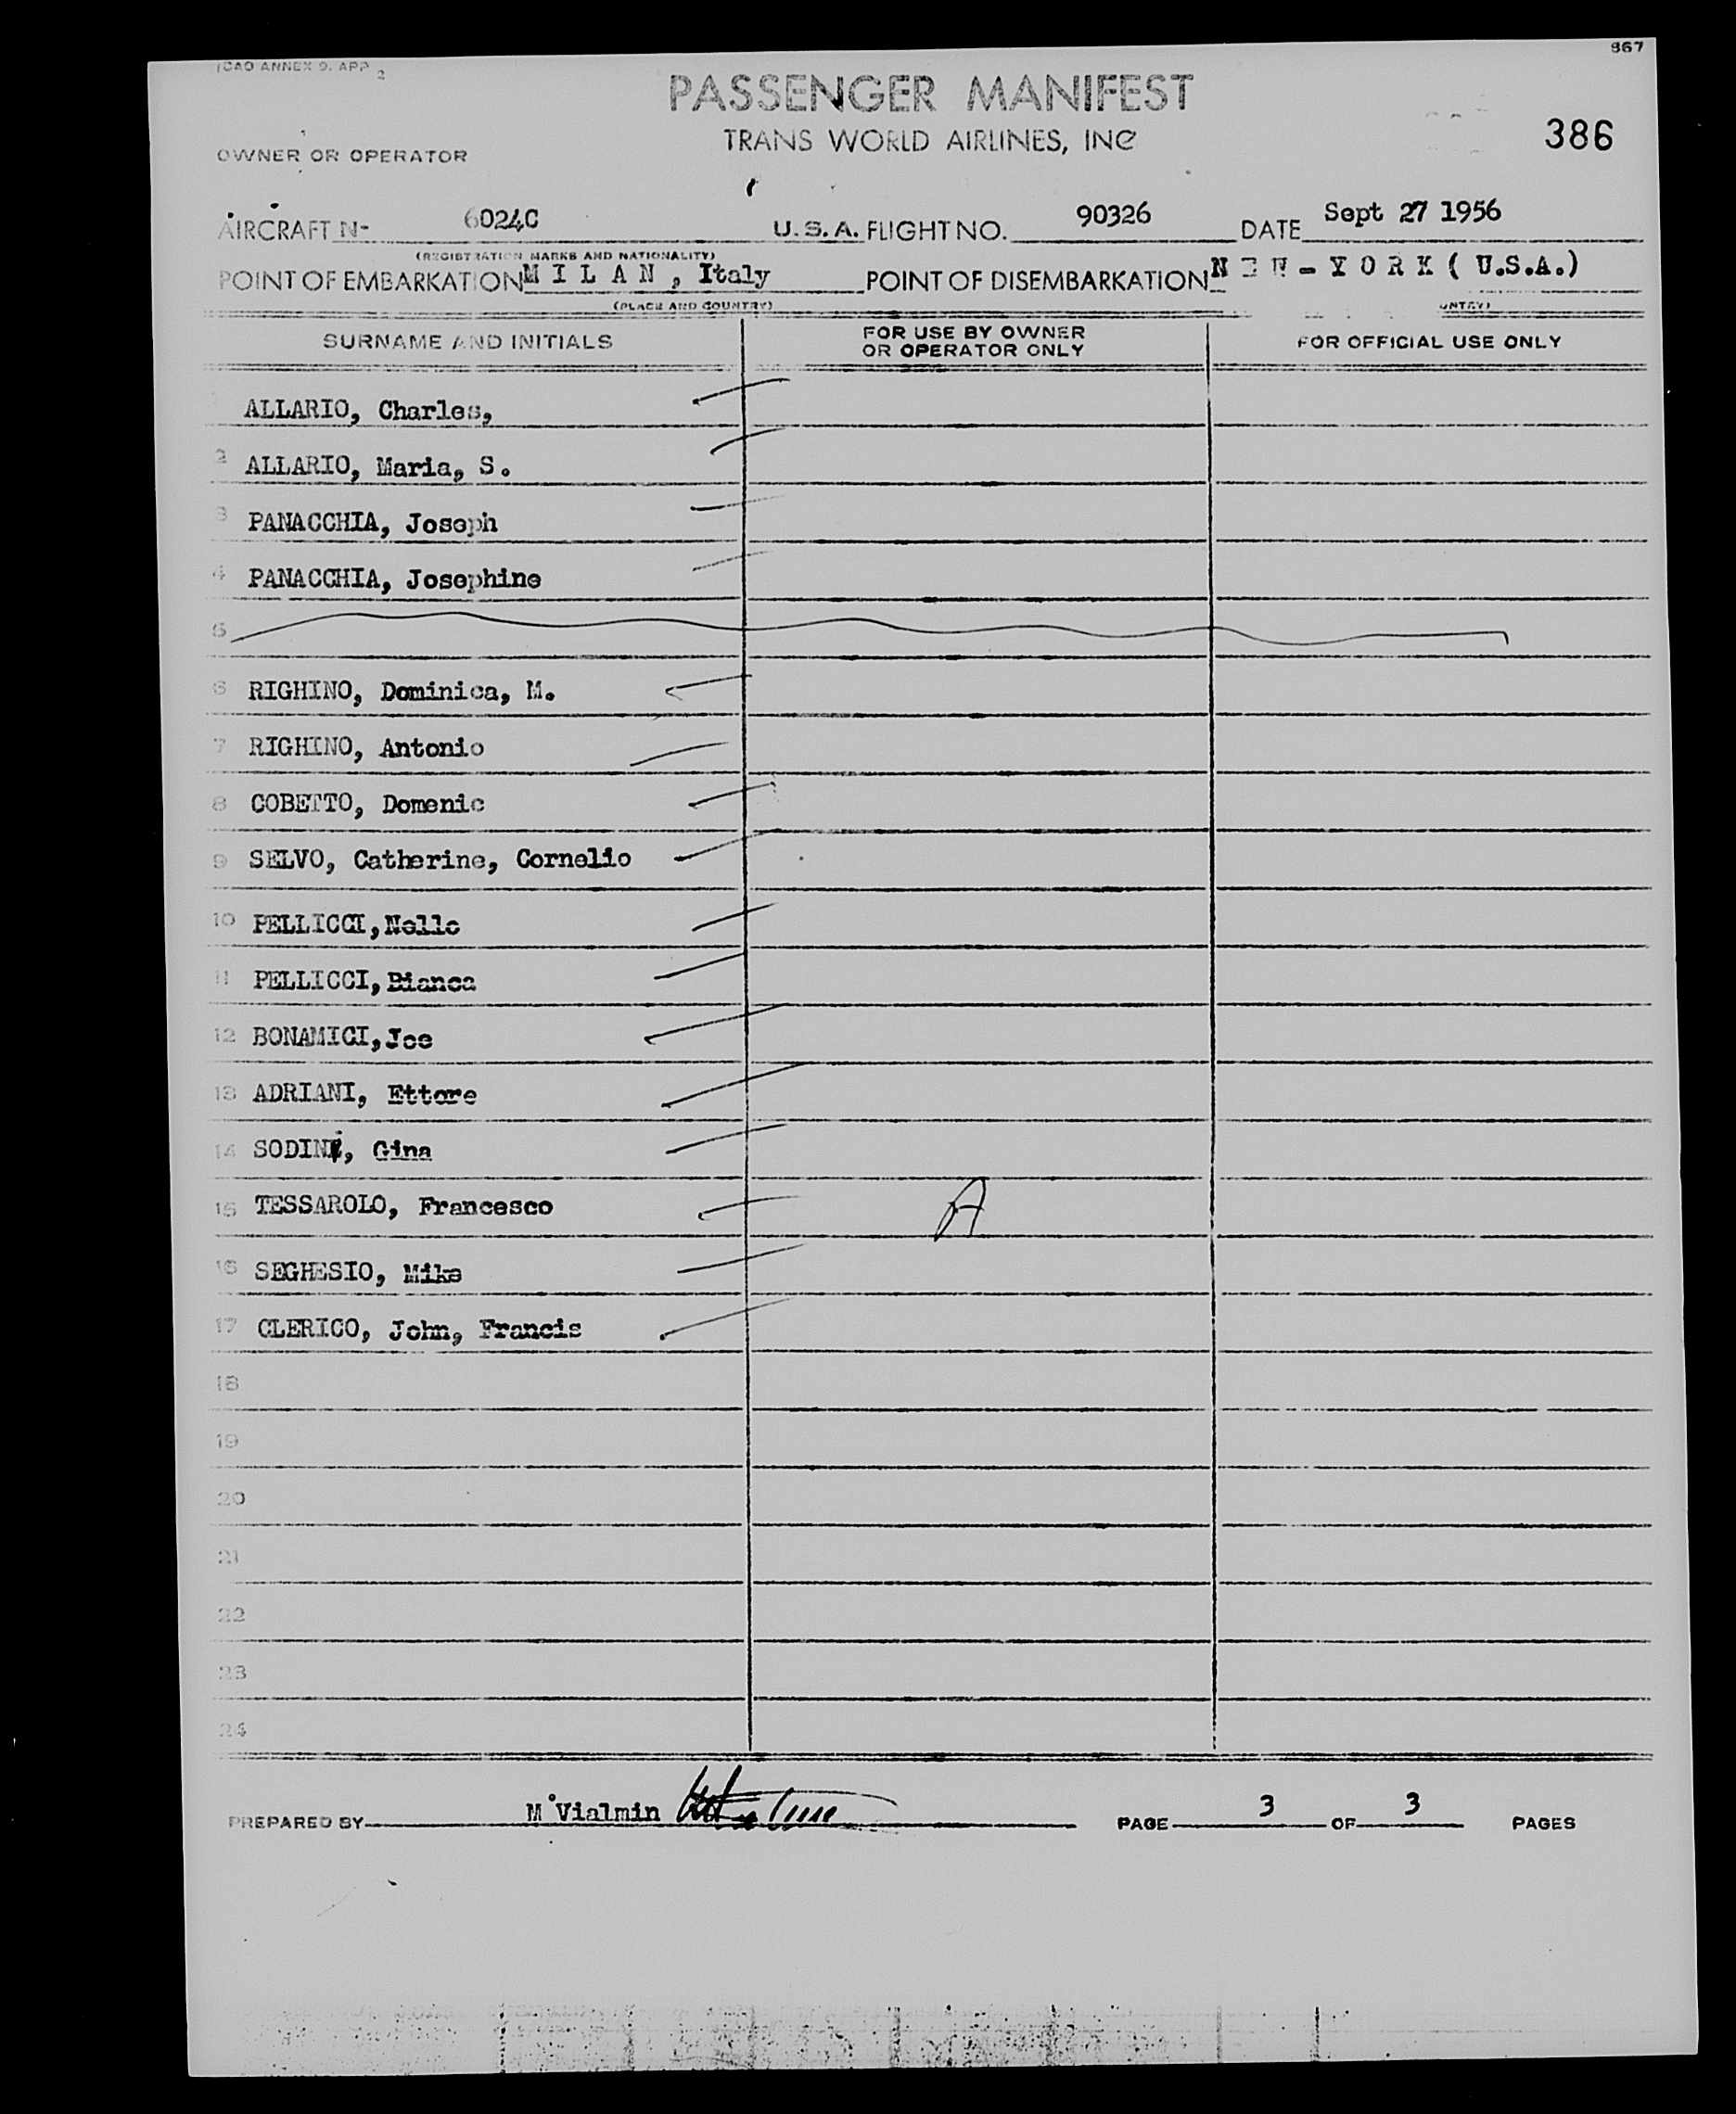 867
ICAO ANNEX 9. APP 2
PASSENGER MANIFEST
TRANS WORLD AIRLINES, INC
386
OWNER OR OPERATOR
AIRCRAFT N- 6024C U.S.A. FLIGHT NO. 90326 DATE Sept 27 1956
(REGISTRATION MARKS AND NATIONALITY)
POINT OF EMBARKATION M I L A N , Italy POINT OF DISEMBARKATION N E W - Y O R K ( U.S.A.)
(PLACE AND COUNTRY)
SURNAME AND INITIALS FOR USE BY OWNER OR OPERATOR ONLY FOR OFFICIAL USE ONLY
ALLARIO, Charles,
2 ALLARIO, Maria, S.
3 PANACCHIA, Joseph
4 PANACCHIA, Josephine
5
6 RIGHINO, Dominica, M.
7 RIGHINO, Antonio
8 COBETTO, Domenic
9 SELVO, Catherine, Cornelio
10 PELLICCI, Nello
11 PELLICCI, Bianca
12 BONAMICI, Joe
13 ADRIANI, Ettore
14 SODINI, Gina
15 TESSAROLO, Francesco A
16 SEGHESIO, Mike
17 CLERICO, John, Francis
18
19
20
21
22
23
24
PREPARED BY M°Vialmin PAGE 3 OF 3 PAGES